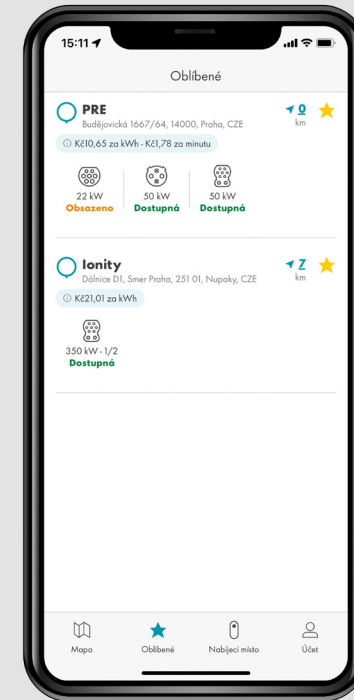 15:11
Oblíbené
PRE
0
Budějovická 1667/64, 14000, Praha, CZE
km
Kč10,65 za kWh - Kč1,78 za minutu
22 kW 50 kW 50 kW
Obsazeno Dostupná Dostupná
Ionity
7
Dálnice D1, Smer Praha, 251 01, Nupaky, CZE
km
Kč21,01 za kWh
350 kW - 1/2
Dostupná
Mapa Oblíbené Nabíjecí místo Účet